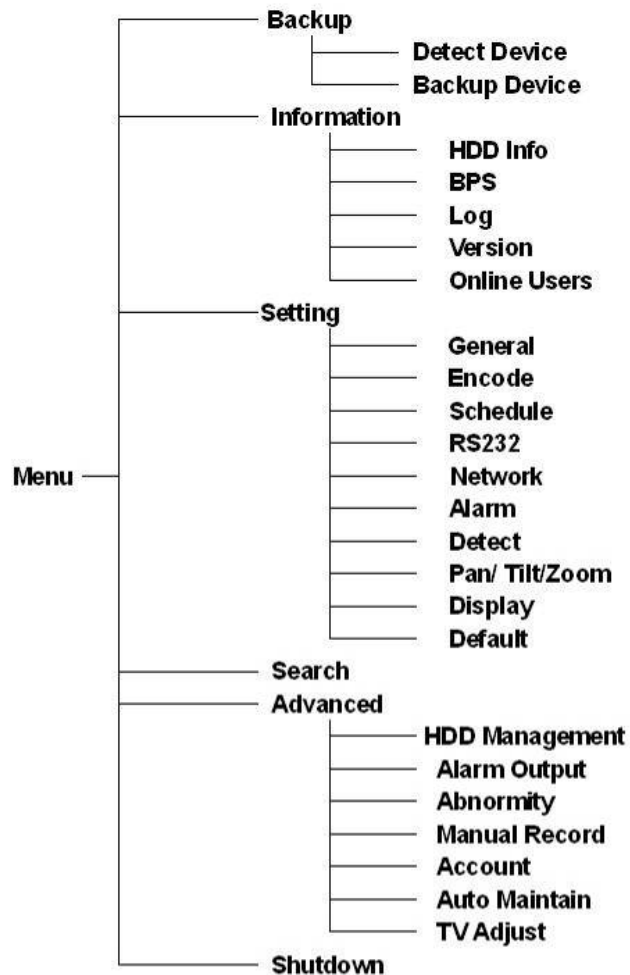 Backup
Detect Device
Backup Device
Information
HDD Info
BPS
Log
Version
Online Users
Setting
General
Encode
Schedule
RS232
Menu
Network
Alarm
Detect
Pan/ Tilt/Zoom
Display
Default
Search
Advanced
HDD Management
Alarm Output
Abnormity
Manual Record
Account
Auto Maintain
TV Adjust
Shutdown